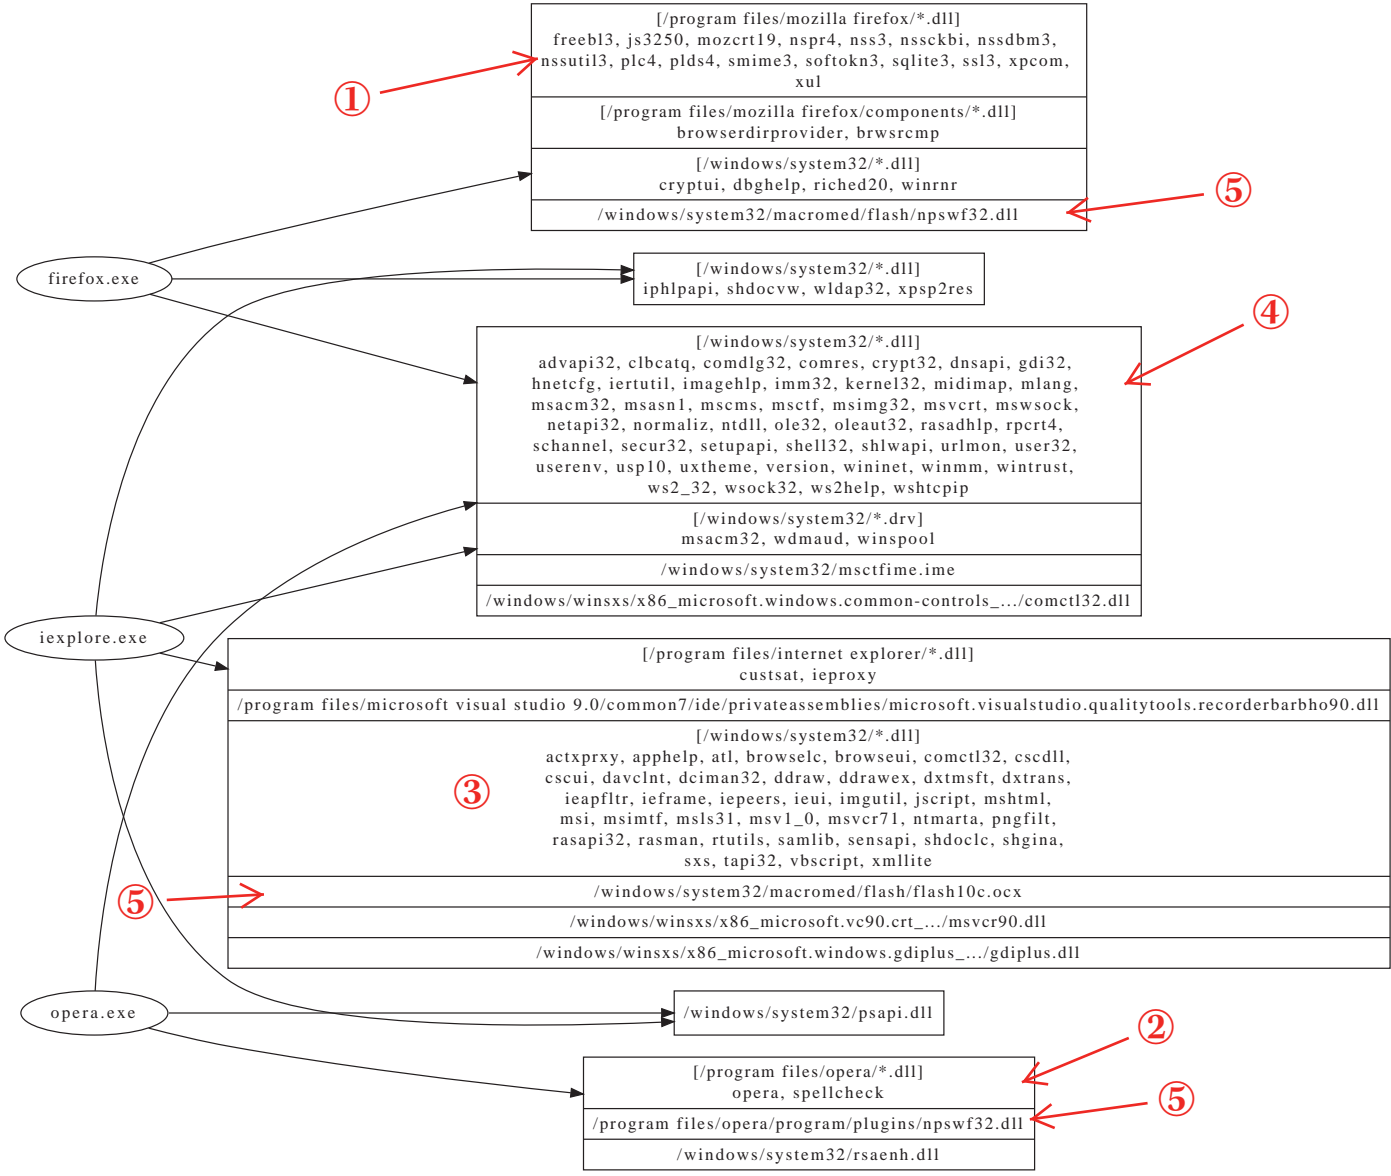 [/program files/mozilla firefox/*.dll]
freebl3, js3250, mozcrt19, nspr4, nss3, nssckbi, nssdbm3,
nssutil3, plc4, plds4, smime3, softokn3, sqlite3, ssl3, xpcom,
xul
①
[/program files/mozilla firefox/components/*.dll]
browserdirprovider, brwsrcmp
[/windows/system32/*.dll]
cryptui, dbghelp, riched20, winrnr
⑤
/windows/system32/macromed/flash/npswf32.dll
firefox.exe
[/windows/system32/*.dll]
iphlpapi, shdocvw, wldap32, xpsp2res
④
[/windows/system32/*.dll]
advapi32, clbcatq, comdlg32, comres, crypt32, dnsapi, gdi32,
hnetcfg, iertutil, imagehlp, imm32, kernel32, midimap, mlang,
msacm32, msasn1, mscms, msctf, msimg32, msvcrt, mswsock,
netapi32, normaliz, ntdll, ole32, oleaut32, rasadhlp, rpcrt4,
schannel, secur32, setupapi, shell32, shlwapi, urlmon, user32,
userenv, usp10, uxtheme, version, wininet, winmm, wintrust,
ws2_32, wsock32, ws2help, wshtcpip
[/windows/system32/*.drv]
msacm32, wdmaud, winspool
/windows/system32/msctfime.ime
/windows/winsxs/x86_microsoft.windows.common-controls_.../comctl32.dll
iexplore.exe
[/program files/internet explorer/*.dll]
custsat, ieproxy
/program files/microsoft visual studio 9.0/common7/ide/privateassemblies/microsoft.visualstudio.qualitytools.recorderbarbho90.dll
[/windows/system32/*.dll]
actxprxy, apphelp, atl, browselc, browseui, comctl32, cscdll,
cscui, davclnt, dciman32, ddraw, ddrawex, dxtmsft, dxtrans,
③
ieapfltr, ieframe, iepeers, ieui, imgutil, jscript, mshtml,
msi, msimtf, msls31, msv1_0, msvcr71, ntmarta, pngfilt,
rasapi32, rasman, rtutils, samlib, sensapi, shdoclc, shgina,
sxs, tapi32, vbscript, xmllite
⑤
/windows/system32/macromed/flash/flash10c.ocx
/windows/winsxs/x86_microsoft.vc90.crt_.../msvcr90.dll
/windows/winsxs/x86_microsoft.windows.gdiplus_.../gdiplus.dll
opera.exe
/windows/system32/psapi.dll
②
[/program files/opera/*.dll]
opera, spellcheck
⑤
/program files/opera/program/plugins/npswf32.dll
/windows/system32/rsaenh.dll